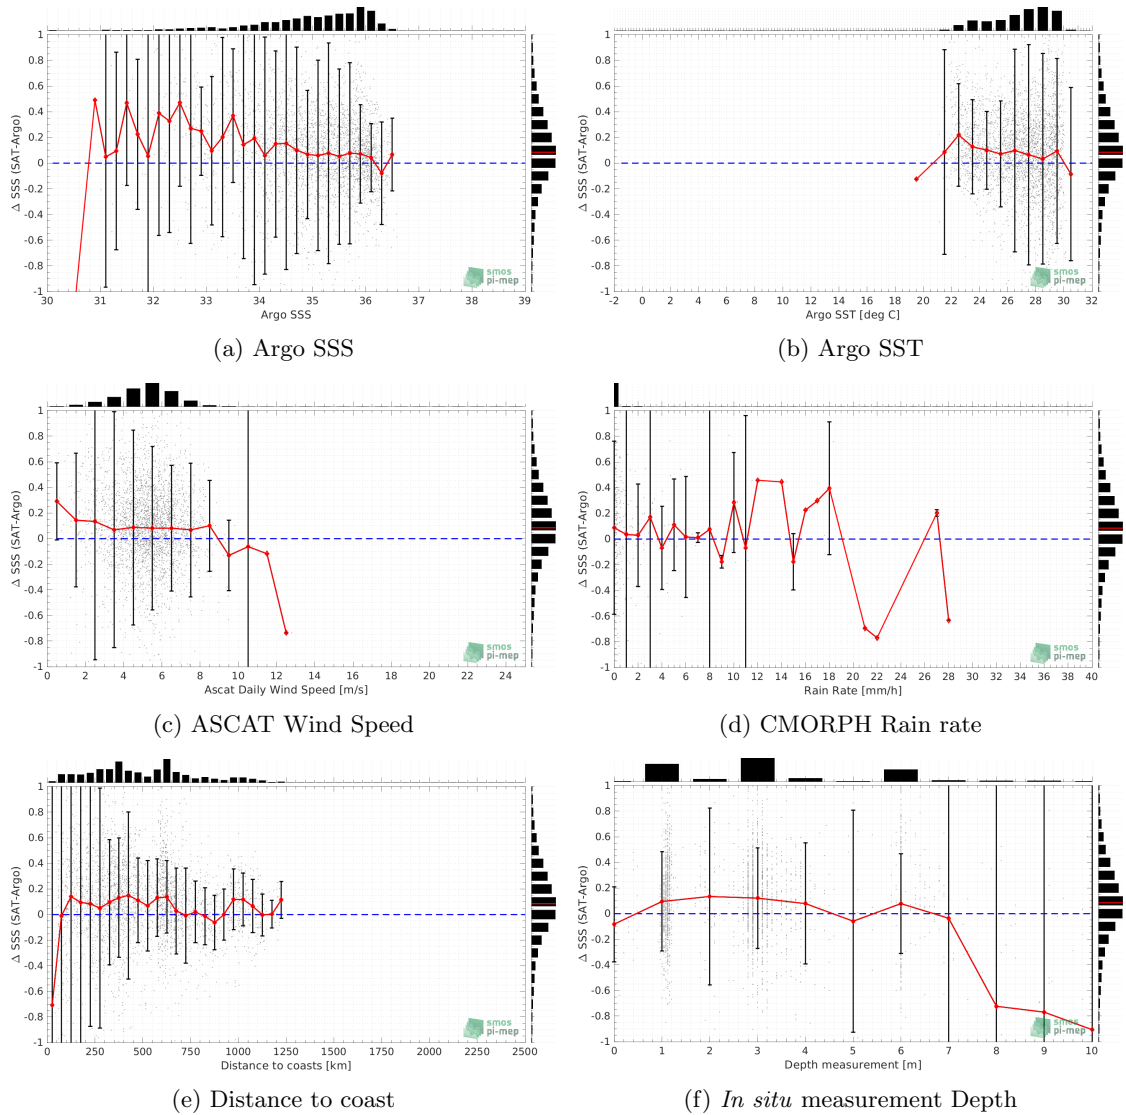 1
0.8
0.6
0.4
0.2
0
-0.2
-0.4
-0.6
-0.8
-1
Δ SSS (SAT-Argo)
30 31 32 33 34 35 36 37 38 39
Argo SSS
smos
pi-mep
(a) Argo SSS
1
0.8
0.6
0.4
0.2
0
-0.2
-0.4
-0.6
-0.8
-1
Δ SSS (SAT-Argo)
-2 0 2 4 6 8 10 12 14 16 18 20 22 24 26 28 30 32
Argo SST [deg C]
smos
pi-mep
(b) Argo SST
1
0.8
0.6
0.4
0.2
0
-0.2
-0.4
-0.6
-0.8
-1
Δ SSS (SAT-Argo)
0 2 4 6 8 10 12 14 16 18 20 22 24
Ascat Daily Wind Speed [m/s]
smos
pi-mep
(c) ASCAT Wind Speed
1
0.8
0.6
0.4
0.2
0
-0.2
-0.4
-0.6
-0.8
-1
Δ SSS (SAT-Argo)
0 2 4 6 8 10 12 14 16 18 20 22 24 26 28 30 32 34 36 38 40
Rain Rate [mm/h]
smos
pi-mep
(d) CMORPH Rain rate
1
0.8
0.6
0.4
0.2
0
-0.2
-0.4
-0.6
-0.8
-1
Δ SSS (SAT-Argo)
0 250 500 750 1000 1250 1500 1750 2000 2250 2500
Distance to coasts [km]
smos
pi-mep
(e) Distance to coast
1
0.8
0.6
0.4
0.2
0
-0.2
-0.4
-0.6
-0.8
-1
Δ SSS (SAT-Argo)
0 1 2 3 4 5 6 7 8 9 10
Depth measurement [m]
smos
pi-mep
(f) In situ measurement Depth